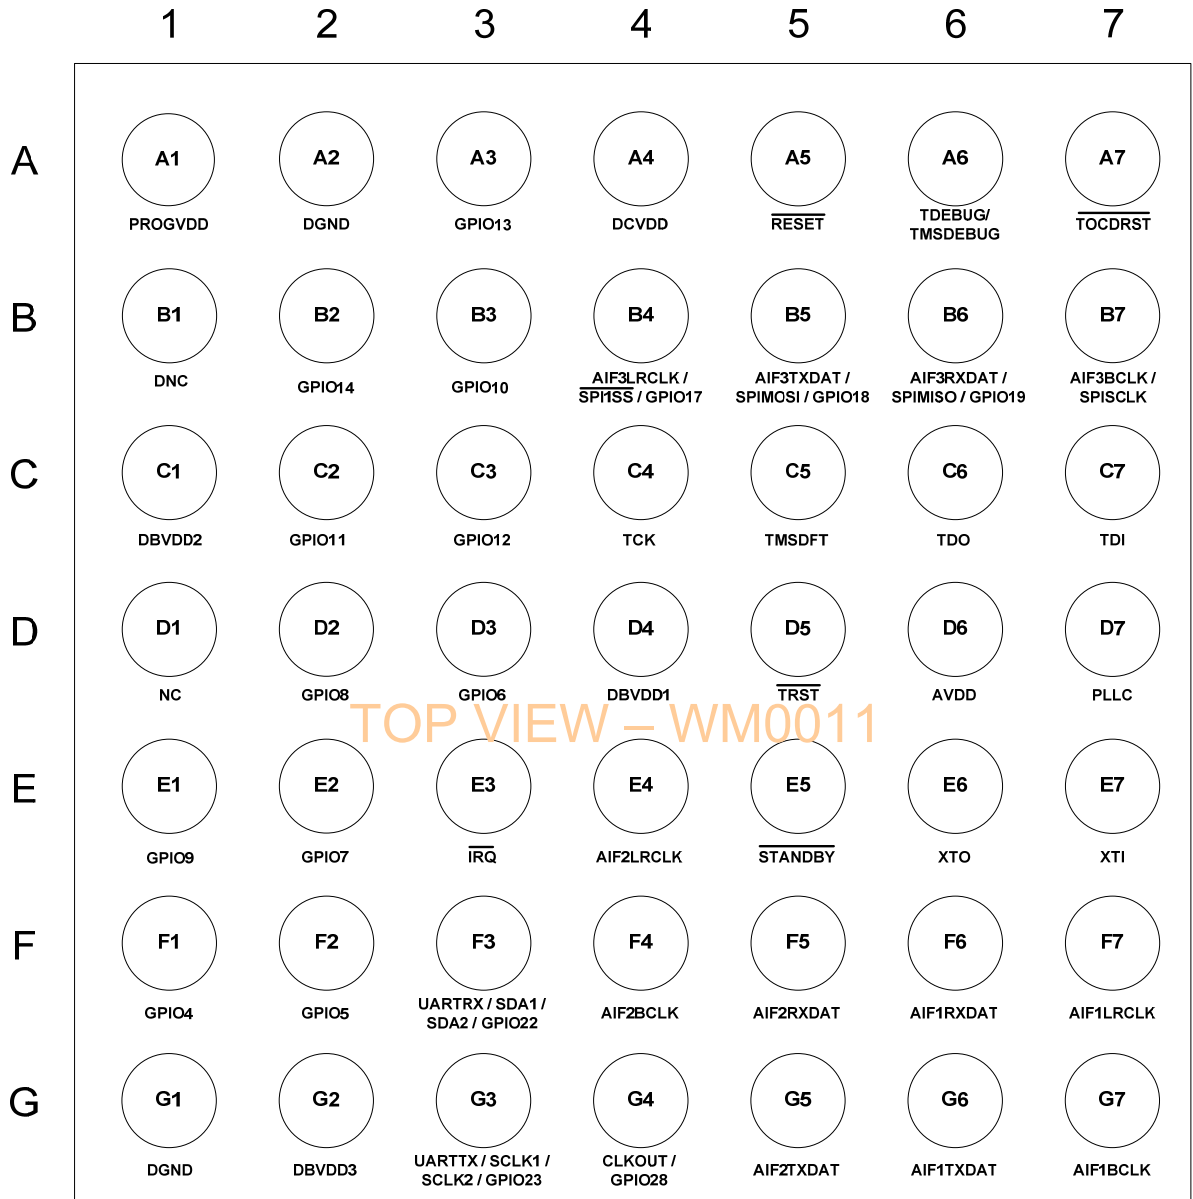 1 2 3 4 5 6 7
A A1 A2 A3 A4 A5 A6 A7
PROGVDD DGND GPIO13 DCVDD RESET TDEBUG/ TOCDRST
TMSDEBUG
B B1 B2 B3 B4 B5 B6 B7
DNC GPIO14 GPIO10 AIF3LRCLK / AIF3TXDAT / AIF3RXDAT / AIF3BCLK /
SPI1SS / GPIO17 SPIMOSI / GPIO18 SPIMISO / GPIO19 SPISCLK
C C1 C2 C3 C4 C5 C6 C7
DBVDD2 GPIO11 GPIO12 TCK TMSDFT TDO TDI
D D1 D2 D3 D4 D5 D6 D7
NC GPIO8 GPIO6 DBVDD1 TRST AVDD PLLC
TOP VIEW – WM0011
E E1 E2 E3 E4 E5 E6 E7
GPIO9 GPIO7 IRQ AIF2LRCLK STANDBY XTO XTI
F F1 F2 F3 F4 F5 F6 F7
GPIO4 GPIO5 UARTRX / SDA1 / AIF2BCLK AIF2RXDAT AIF1RXDAT AIF1LRCLK
SDA2 / GPIO22
G G1 G2 G3 G4 G5 G6 G7
DGND DBVDD3 UARTTX / SCLK1 / CLKOUT / AIF2TXDAT AIF1TXDAT AIF1BCLK
SCLK2 / GPIO23 GPIO28